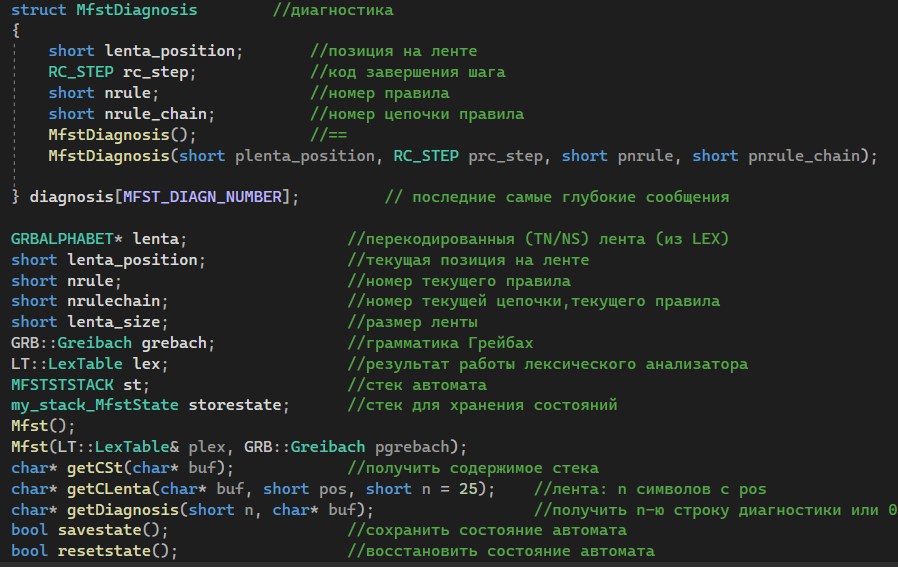 struct MfstDiagnosis        //диагностика
{
    short lenta_position;       //позиция на ленте
    RC_STEP rc_step;            //код завершения шага
    short nrule;                //номер правила
    short nrule_chain;          //номер цепочки правила
    MfstDiagnosis();            //==
    MfstDiagnosis(short plenta_position, RC_STEP prc_step, short pnrule, short pnrule_chain);
} diagnosis[MFST_DIAGN_NUMBER];         // последние самые глубокие сообщения
GRBALPHABET* lenta;                 //перекодированныя (TN/NS) лента (из LEX)
short lenta_position;               //текущая позиция на ленте
short nrule;                        //номер текущего правила
short nrulechain;                   //номер текущей цепочки,текущего правила
short lenta_size;                   //размер ленты
GRB::Greibach grebach;              //грамматика Грейбах
LT::LexTable lex;                   //результат работы лексического анализатора
MFSTSTSTACK st;                     //стек автомата
my_stack_MfstState storestate;      //стек для хранения состояний
Mfst();
Mfst(LT::LexTable& plex, GRB::Greibach pgrebach);
char* getCSt(char* buf);            //получить содержимое стека
char* getCLenta(char* buf, short pos, short n = 25);    //лента: n символов с pos
char* getDiagnosis(short n, char* buf);                 //получить n-ю строку диагностики или 0
bool savestate();                   //сохранить состояние автомата
bool resetstate();                  //восстановить состояние автомата